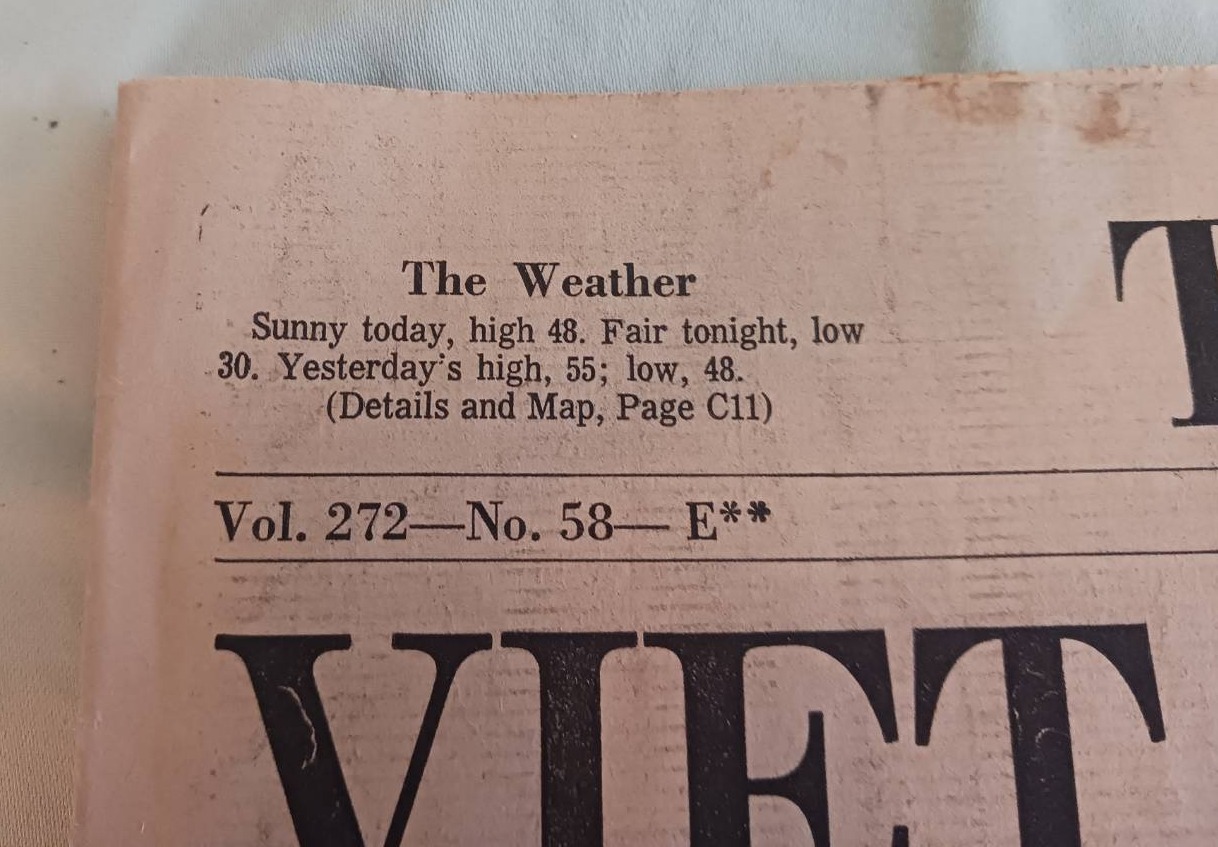 The Weather
Sunny today, high 48. Fair tonight, low
30. Yesterday's high, 55; low, 48.
(Details and Map, Page C11)
T
Vol. 272—No. 58— E**
VIET